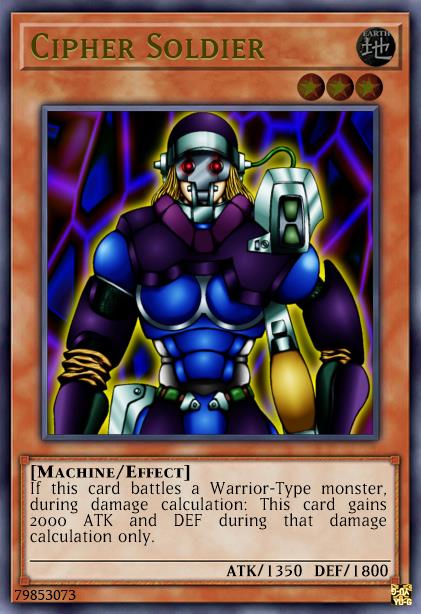 Cipher Soldier
EARTH
地
[Machine/Effect]
If this card battles a Warrior-Type monster,
during damage calculation: This card gains
2000 ATK and DEF during that damage
calculation only.
ATK/1350 DEF/1800
79853073